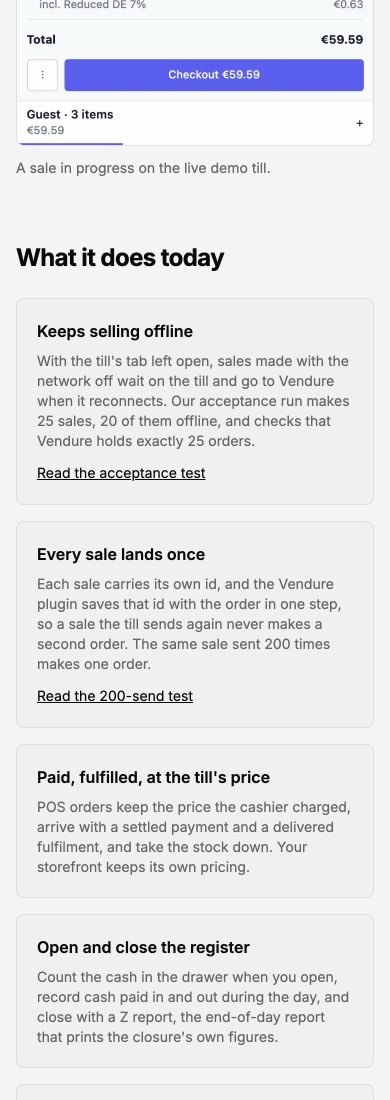 incl. Reduced DE 7% €0.63
Total €59.59
Checkout €59.59
Guest · 3 items
€59.59
+
A sale in progress on the live demo till.
What it does today
Keeps selling offline
With the till's tab left open, sales made with the
network off wait on the till and go to Vendure
when it reconnects. Our acceptance run makes
25 sales, 20 of them offline, and checks that
Vendure holds exactly 25 orders.
Read the acceptance test
Every sale lands once
Each sale carries its own id, and the Vendure
plugin saves that id with the order in one step,
so a sale the till sends again never makes a
second order. The same sale sent 200 times
makes one order.
Read the 200-send test
Paid, fulfilled, at the till's price
POS orders keep the price the cashier charged,
arrive with a settled payment and a delivered
fulfilment, and take the stock down. Your
storefront keeps its own pricing.
Open and close the register
Count the cash in the drawer when you open,
record cash paid in and out during the day, and
close with a Z report, the end-of-day report
that prints the closure's own figures.